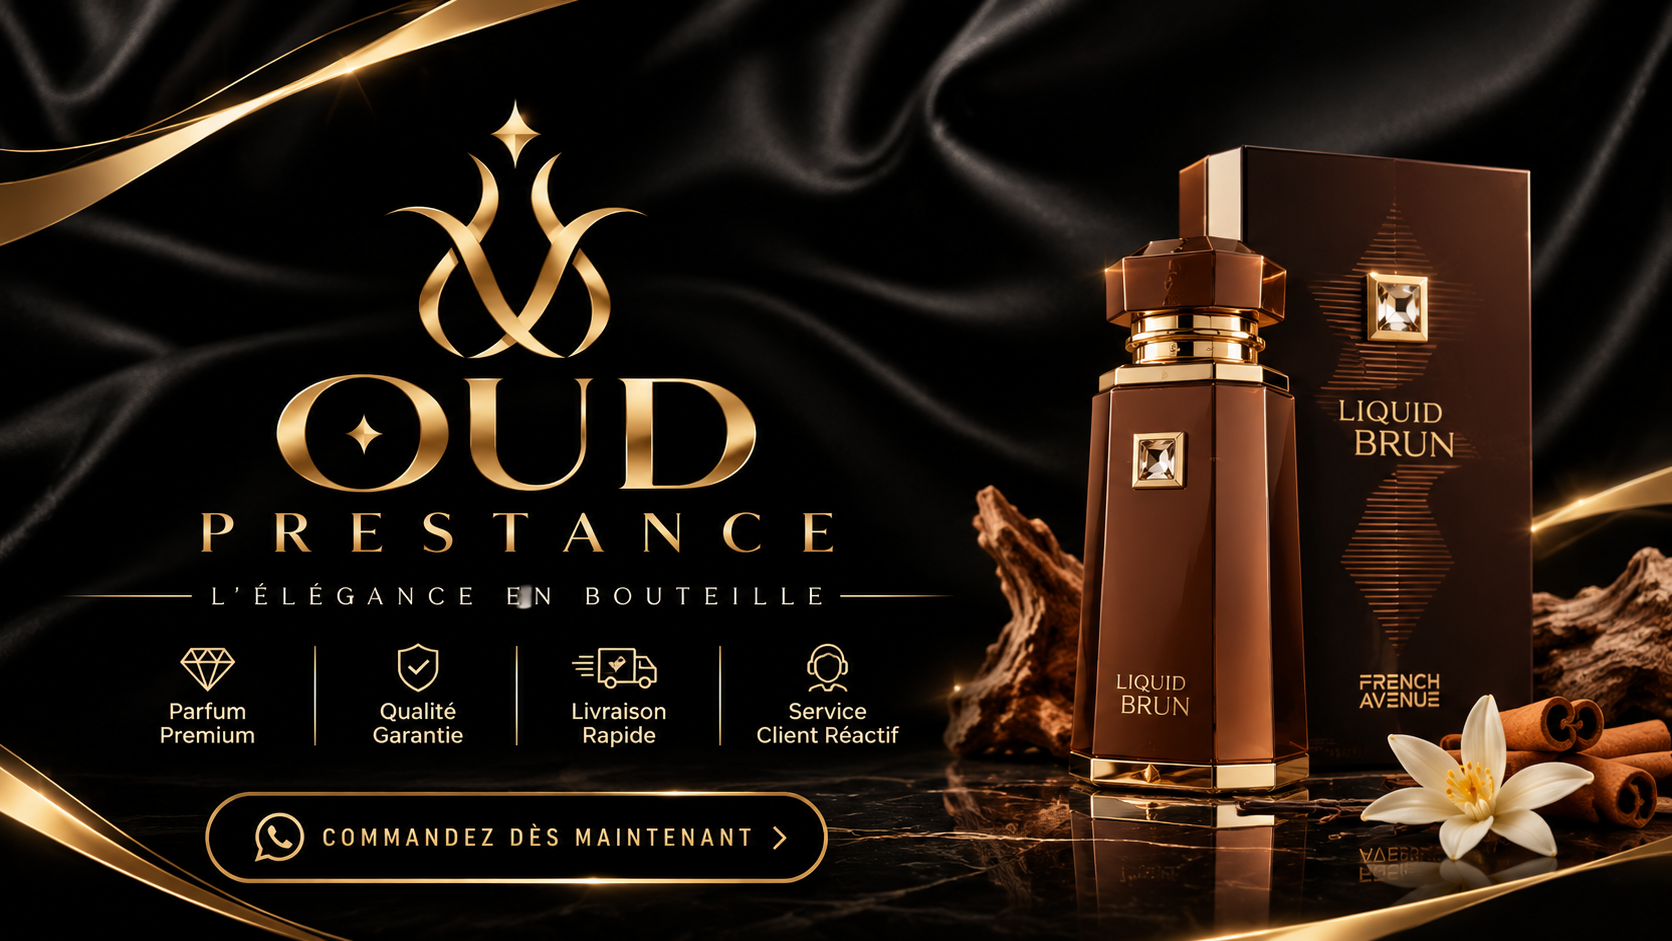 OUD
PRESTANCE
L'ÉLÉGANCE EN BOUTEILLE
Parfum
Premium
Qualité
Garantie
Livraison
Rapide
Service
Client Réactif
COMMANDEZ DÈS MAINTENANT
LIQUID
BRUN
FRENCH
AVENUE
LIQUID
BRUN